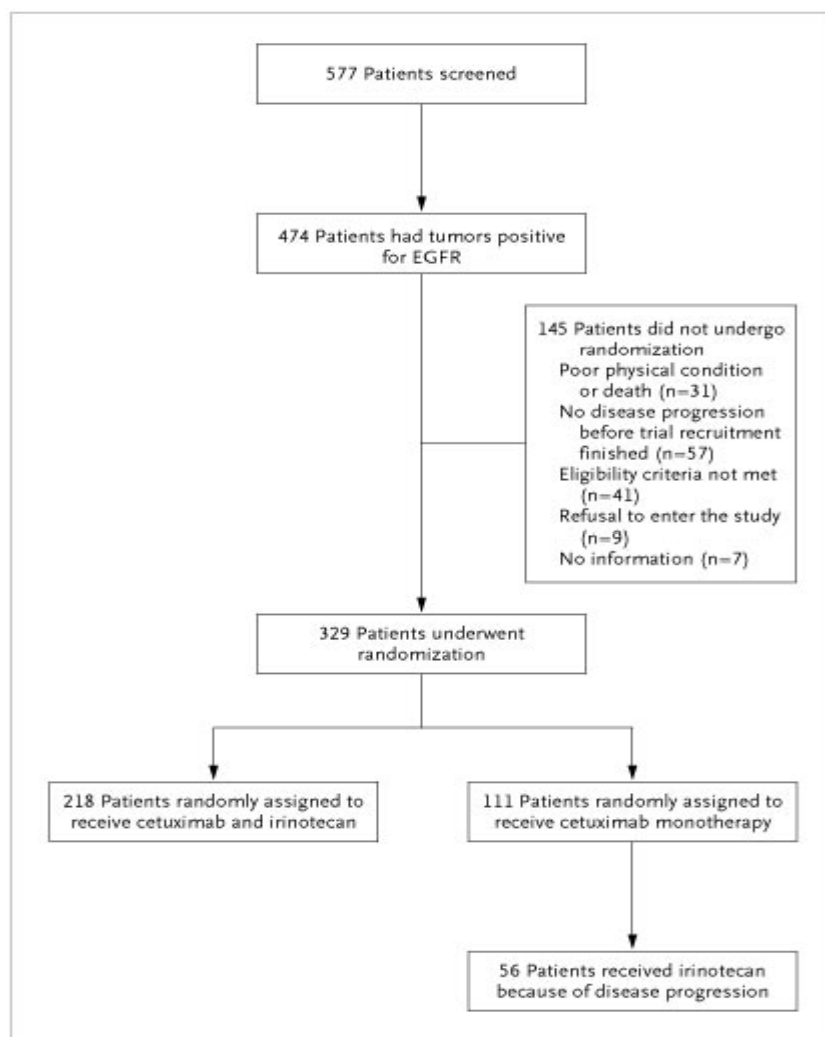 577 Patients screened
474 Patients had tumors positive
for EGFR
145 Patients did not undergo
randomization
Poor physical condition
or death (n=31)
No disease progression
before trial recruitment
finished (n=57)
Eligibility criteria not met
(n=41)
Refusal to enter the study
(n=9)
No information (n=7)
329 Patients underwent
randomization
218 Patients randomly assigned to
receive cetuximab and irinotecan
111 Patients randomly assigned to
receive cetuximab monotherapy
56 Patients received irinotecan
because of disease progression